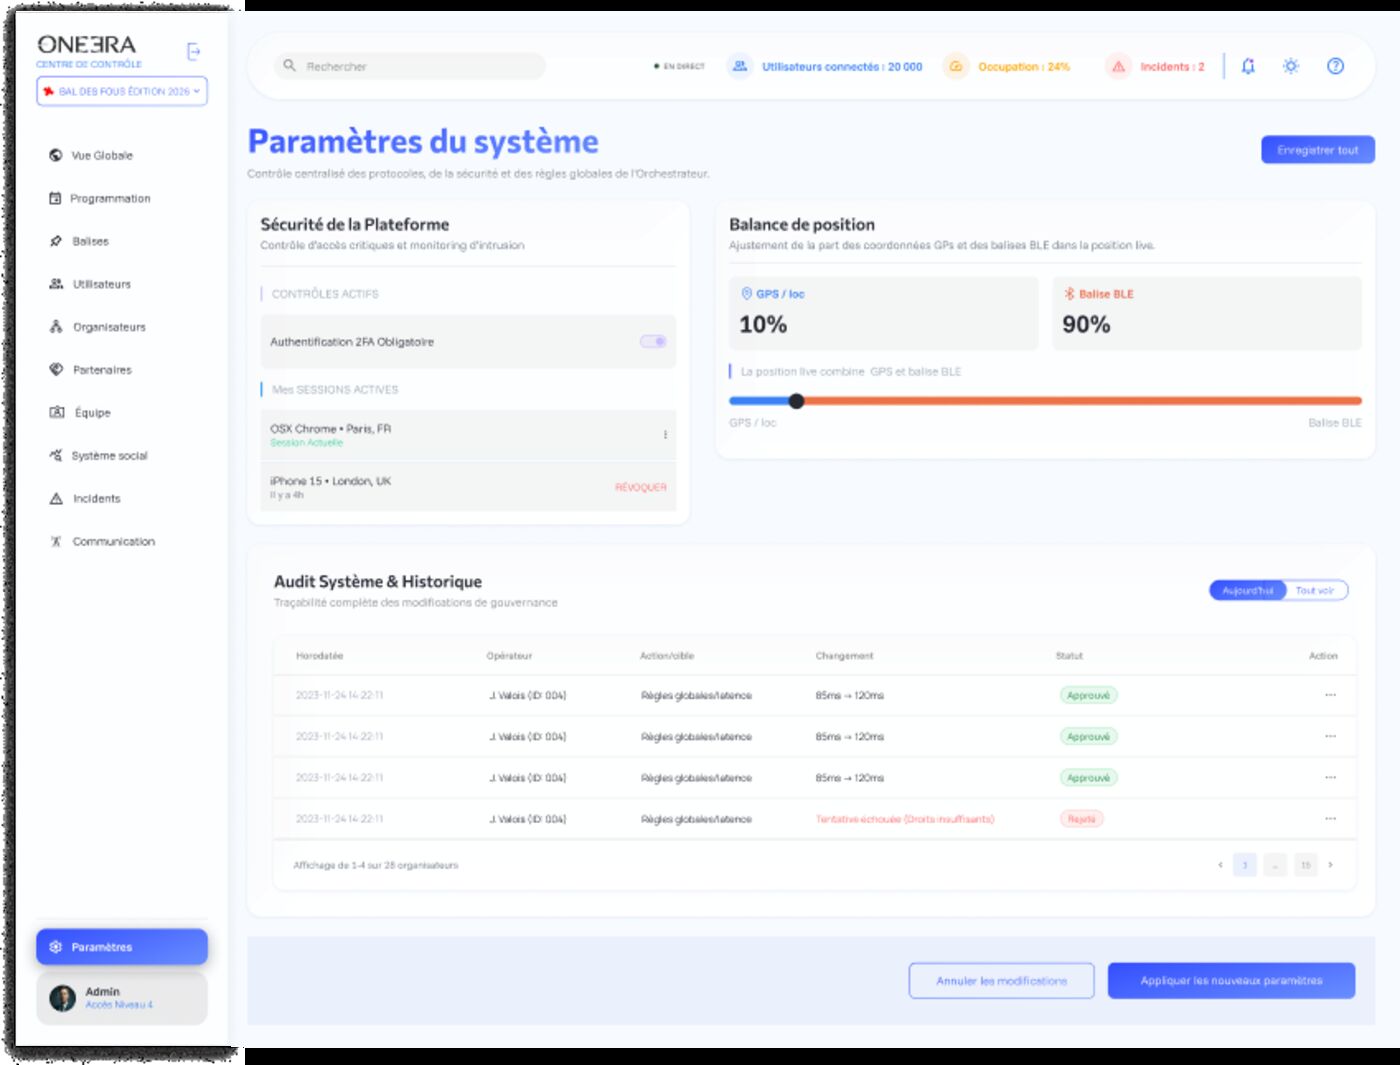 ONEERA
CENTRE DE CONTRÔLE
BAL DES FOUS ÉDITION 2026
Vue Globale
Programmation
Balises
Utilisateurs
Organisateurs
Partenaires
Équipe
Système social
Incidents
Communication
Paramètres
Admin
Accès Niveau 4
Rechercher
EN DIRECT
Utilisateurs connectés : 20 000
Occupation : 24%
Incidents : 2
Paramètres du système
Contrôle centralisé des protocoles, de la sécurité et des règles globales de l'Orchestrateur.
Enregistrer tout
Sécurité de la Plateforme
Contrôle d'accès critiques et monitoring d'intrusion
CONTRÔLES ACTIFS
Authentification 2FA Obligatoire
Mes SESSIONS ACTIVES
OSX Chrome • Paris, FR
Session Actuelle
iPhone 15 • London, UK
Il y a 4h
RÉVOQUER
Balance de position
Ajustement de la part des coordonnées GPs et des balises BLE dans la position live.
GPS / loc
10%
Balise BLE
90%
La position live combine GPS et balise BLE
GPS / loc
Balise BLE
Audit Système & Historique
Traçabilité complète des modifications de gouvernance
Aujourd'hui
Tout voir
Horodatée Opérateur Action/cible Changement Statut Action
2023-11-24 14:22:11 J. Valois (ID: 004) Règles globales/latence 85ms → 120ms Approuvé ...
2023-11-24 14:22:11 J. Valois (ID: 004) Règles globales/latence 85ms → 120ms Approuvé ...
2023-11-24 14:22:11 J. Valois (ID: 004) Règles globales/latence 85ms → 120ms Approuvé ...
2023-11-24 14:22:11 J. Valois (ID: 004) Règles globales/latence Tentative échouée (Droits insuffisants) Rejeté ...
Affichage de 1-4 sur 28 organisateurs
‹ 1 ... 15 ›
Annuler les modifications
Appliquer les nouveaux paramètres